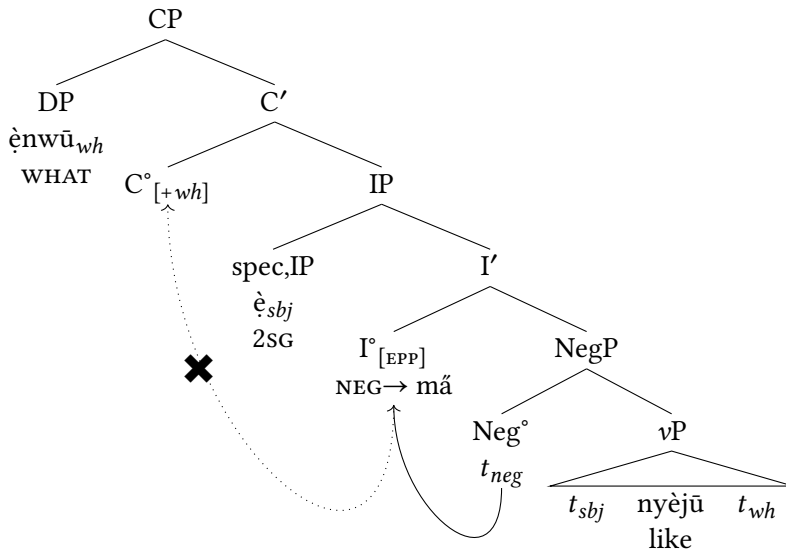 CP
DP C′
ẹ̀nwū_wh
WHAT
C°[+wh] IP
spec,IP I′
ẹ̀_sbj
2SG
I°[EPP] NegP
NEG→ ma̋
Neg° vP
t_neg
t_sbj nyèjū t_wh
like